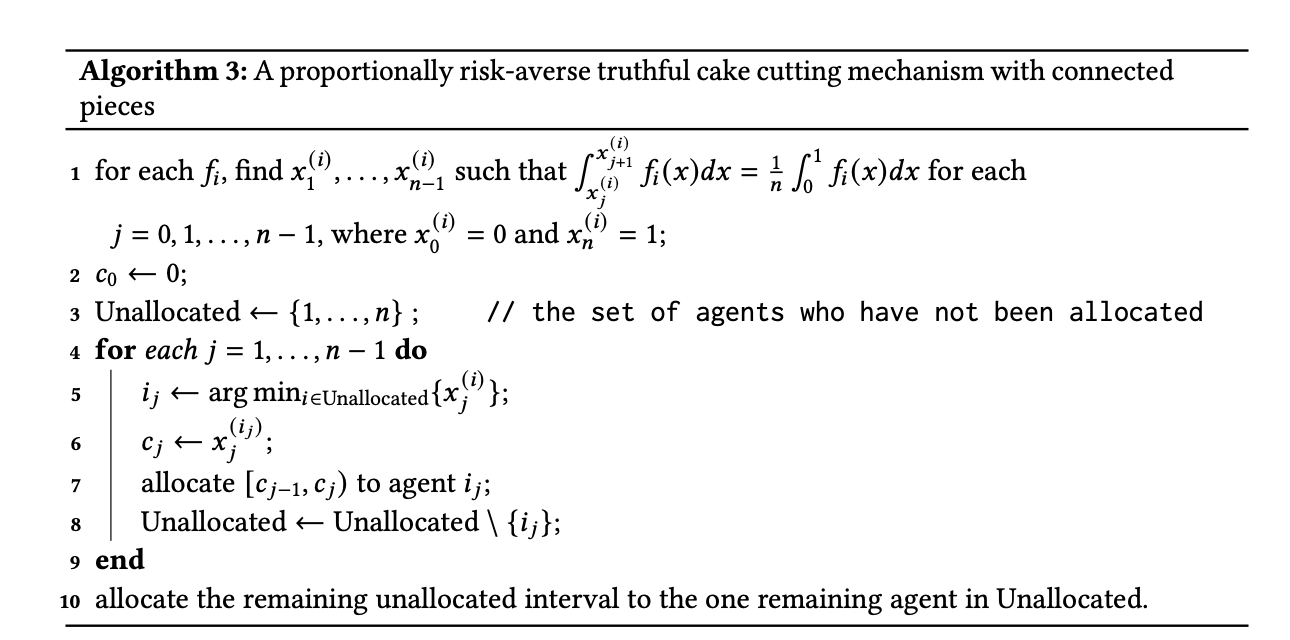 Algorithm 3: A proportionally risk-averse truthful cake cutting mechanism with connected
pieces
1 for each $f_i$, find $x_1^{(i)}, \ldots, x_{n-1}^{(i)}$ such that $\int_{x_j^{(i)}}^{x_{j+1}^{(i)}} f_i(x)dx = \frac{1}{n} \int_0^1 f_i(x)dx$ for each
$j = 0, 1, \ldots, n-1$, where $x_0^{(i)} = 0$ and $x_n^{(i)} = 1$;
2 $c_0 \leftarrow 0$;
3 Unallocated $\leftarrow \{1, \ldots, n\}$ ; // the set of agents who have not been allocated
4 for each $j = 1, \ldots, n-1$ do
5 $i_j \leftarrow \arg\min_{i \in \text{Unallocated}} \{x_j^{(i)}\}$;
6 $c_j \leftarrow x_j^{(i_j)}$;
7 allocate $[c_{j-1}, c_j)$ to agent $i_j$;
8 Unallocated $\leftarrow$ Unallocated $\setminus \{i_j\}$;
9 end
10 allocate the remaining unallocated interval to the one remaining agent in Unallocated.